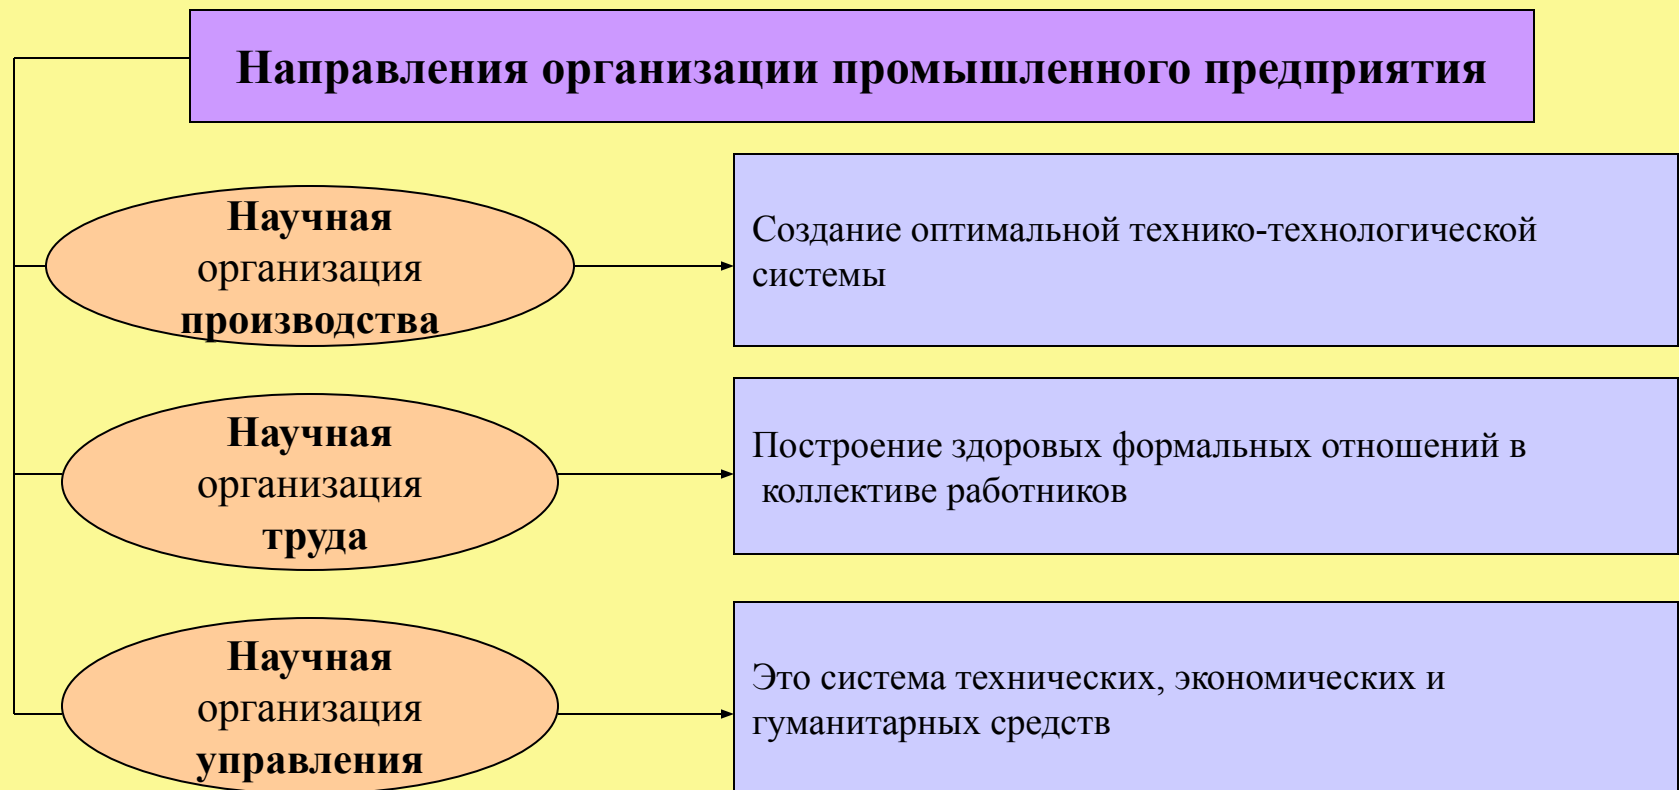 Направления организации промышленного предприятия
Научная
организация
производства
Создание оптимальной технико-технологической
системы
Научная
организация
труда
Построение здоровых формальных отношений в
коллективе работников
Научная
организация
управления
Это система технических, экономических и
гуманитарных средств